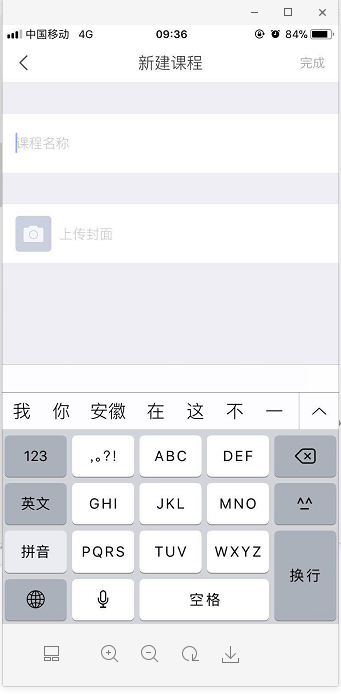 中国移动 4G 09:36 84%
新建课程 完成
课程名称
上传封面
我 你 安徽 在 这 不 一
123 ,。?! ABC DEF
英文 GHI JKL MNO ^^
拼音 PQRS TUV WXYZ 换行
空格